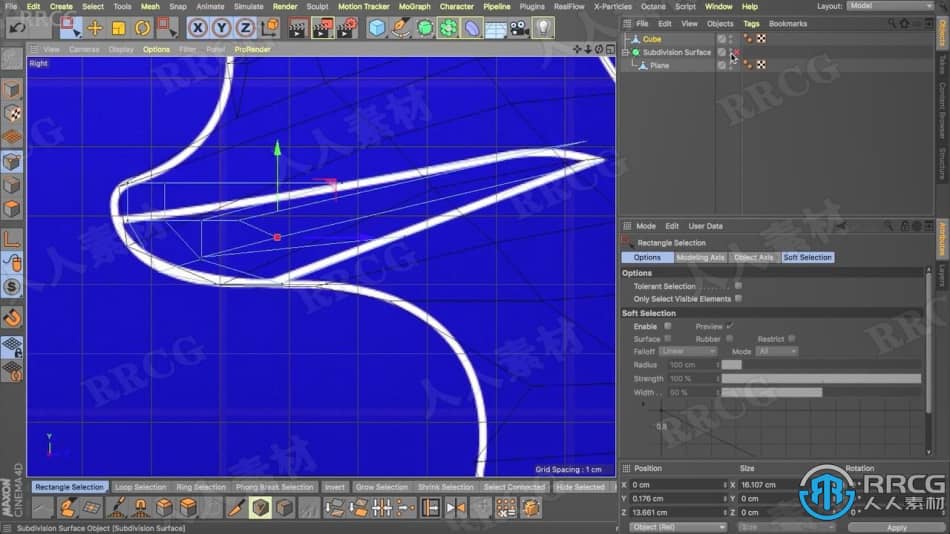 File Edit Create Select Tools Mesh Snap Animate Simulate Render Sculpt Motion Tracker MoGraph Character Pipeline Plugins RealFlow X-Particles Octane Script Window Help Layout: Model
File Edit View Objects Tags Bookmarks
View Cameras Display Options Filter Panel ProRender
Right
Cube
Subdivision Surface
Plane
Objects
Takes
Content Browser
Structure
Mode Edit User Data
Rectangle Selection
Options Modeling Axis Object Axis Soft Selection
Attributes
Layers
Options
Tolerant Selection
Only Select Visible Elements
Soft Selection
Enable Preview
Surface Rubber Restrict
Falloff Linear Mode All
Radius 100 cm
Strength 100 %
Width 50 %
0.8
Y
Grid Spacing : 1 cm
Position Size Rotation
X 0 cm X 16.107 cm
Y 0.176 cm Y 0 cm
Z 13.661 cm Z 0 cm 0 °
Object (Rel) Size Apply
Rectangle Selection Loop Selection Ring Selection Phong Break Selection Invert Grow Selection Shrink Selection Select Connected Hide Selected
MAXON
CINEMA 4D
Subdivision Surface Object [Subdivision Surface]
RRCG
人人素材